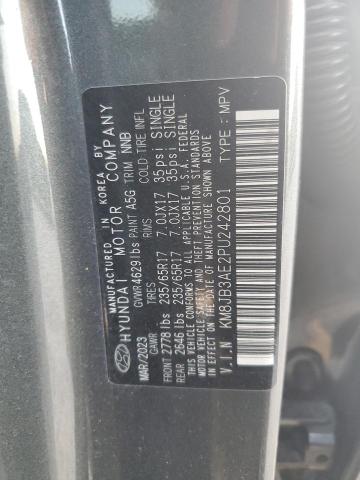 MANUFACTURED IN KOREA BY
HYUNDAI MOTOR COMPANY
MAR/2023 GVWR 4629 lbs PAINT A5G TRIM NNB
GAWR TIRES RIMS COLD TIRE INFL
FRONT 2778 lbs 235/65R17 7.0JX17 35psi SINGLE
REAR 2646 lbs 235/65R17 7.0JX17 35psi SINGLE
THIS VEHICLE CONFORMS TO ALL APPLICABLE U.S.A. FEDERAL
MOTOR VEHICLE SAFETY, BUMPER, AND THEFT PREVENTION STANDARDS
IN EFFECT ON THE DATE OF MANUFACTURE SHOWN ABOVE.
V.I.N KM8JB3AE2PU242801 TYPE : MPV